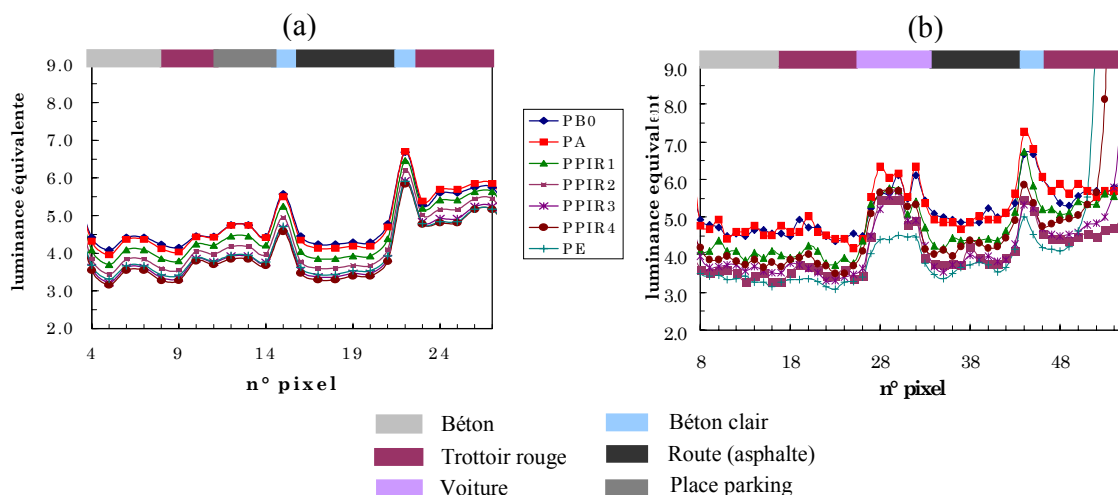 (a)
(b)
luminance équivalente
9.0
8.0
7.0
6.0
5.0
4.0
3.0
2.0
4 9 14 19 24
n° pixel
PB0
PA
PPIR1
PPIR2
PPIR3
PPIR4
PE
luminance equivalent
9.0
8.0
7.0
6.0
5.0
4.0
3.0
2.0
8 18 28 38 48
n° pixel
Béton
Trottoir rouge
Voiture
Béton clair
Route (asphalte)
Place parking